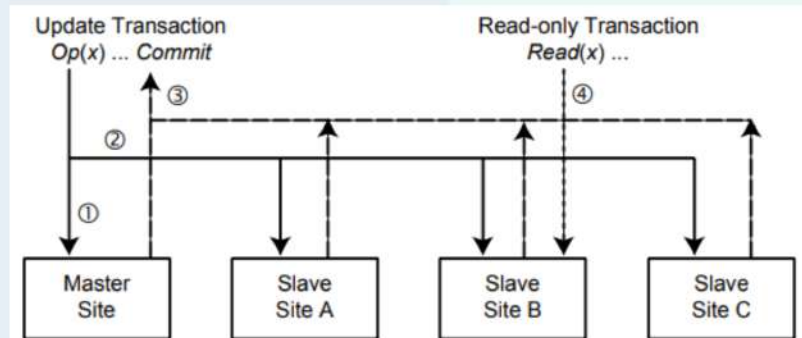 Update Transaction
Op(x) ... Commit
Read-only Transaction
Read(x) ...
③
④
②
①
Master
Site
Slave
Site A
Slave
Site B
Slave
Site C